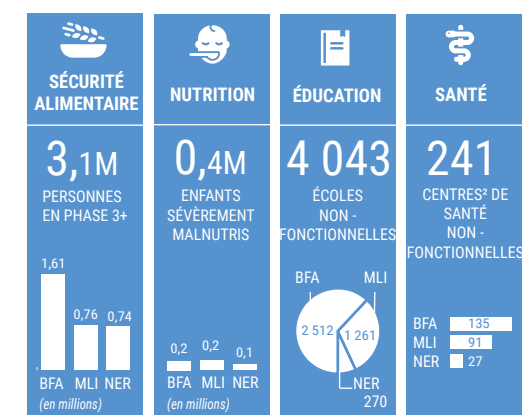 SÉCURITÉ
ALIMENTAIRE
3,1M
PERSONNES
EN PHASE 3+
1,61
0,76
0,74
BFA MLI NER
(en millions)
NUTRITION
0,4M
ENFANTS
SÉVÈREMENT
MALNUTRIS
0,2
0,2
0,1
BFA MLI NER
(en millions)
ÉDUCATION
4 043
ÉCOLES
NON -
FONCTIONNELLES
BFA
MLI
2 512
1 261
NER
270
SANTÉ
241
CENTRES² DE
SANTÉ
NON -
FONCTIONNELLES
BFA 135
MLI 91
NER 27